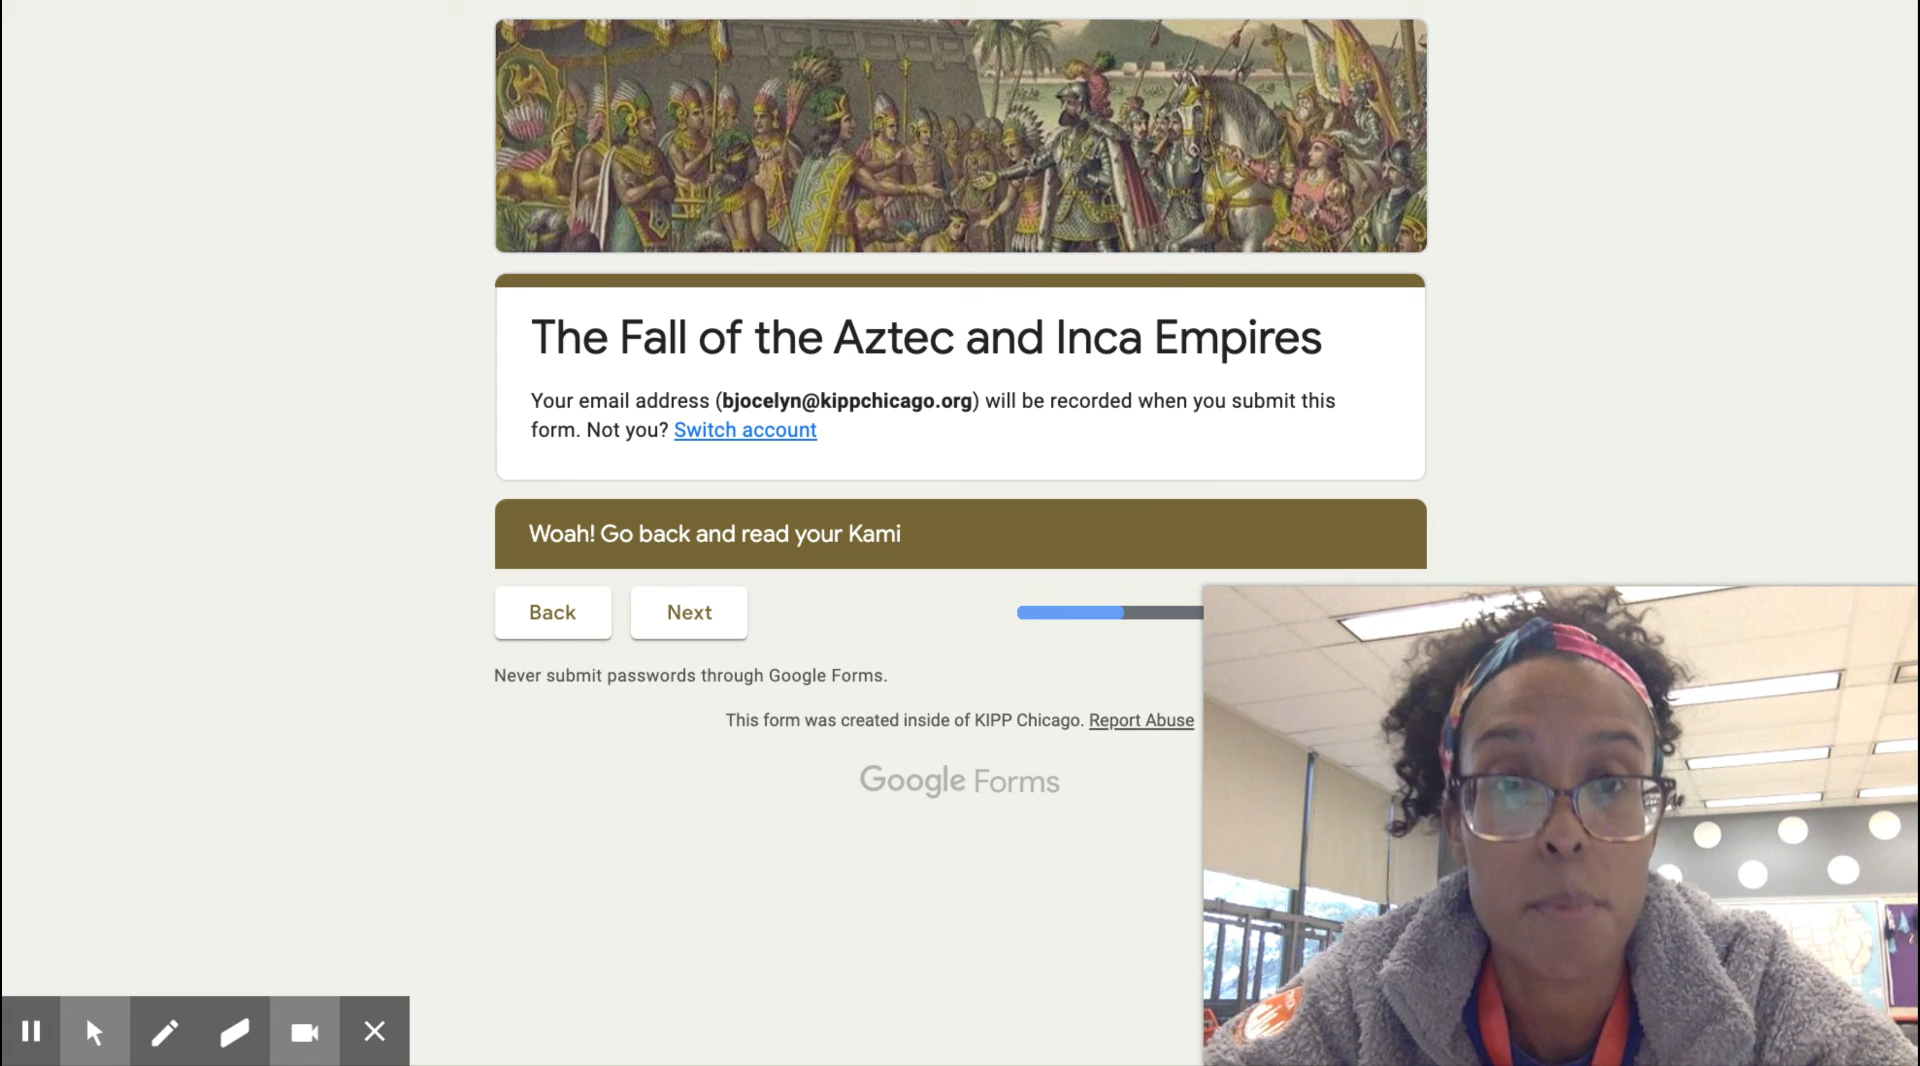 The Fall of the Aztec and Inca Empires
Your email address (bjocelyn@kippchicago.org) will be recorded when you submit this
form. Not you? Switch account
Woah! Go back and read your Kami
Back
Next
Never submit passwords through Google Forms.
This form was created inside of KIPP Chicago. Report Abuse
Google Forms